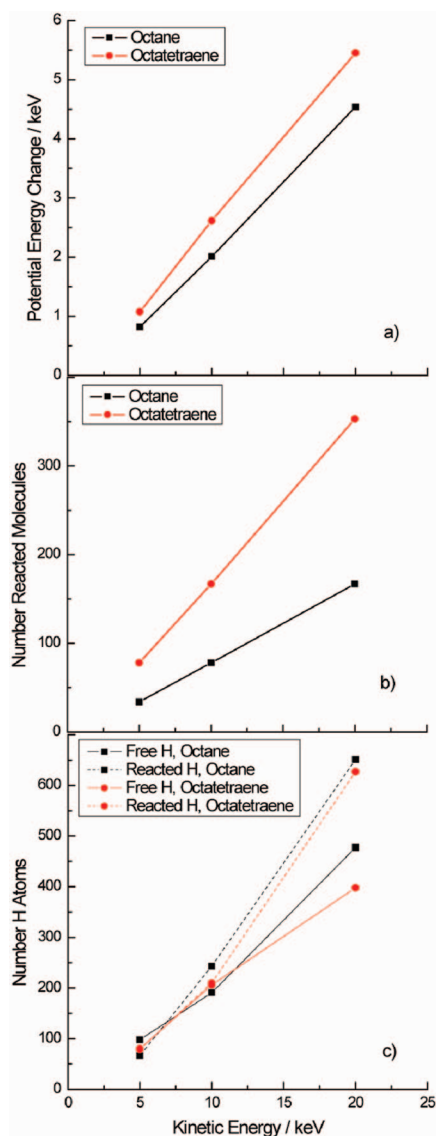 6
Octane
Octatetraene
5
4
3
2
1
0
Potential Energy Change / keV
a)
Octane
Octatetraene
300
200
100
0
Number Reacted Molecules
b)
Free H, Octane
Reacted H, Octane
Free H, Octatetraene
Reacted H, Octatetraene
600
500
400
300
200
100
0
Number H Atoms
c)
0 5 10 15 20 25
Kinetic Energy / keV